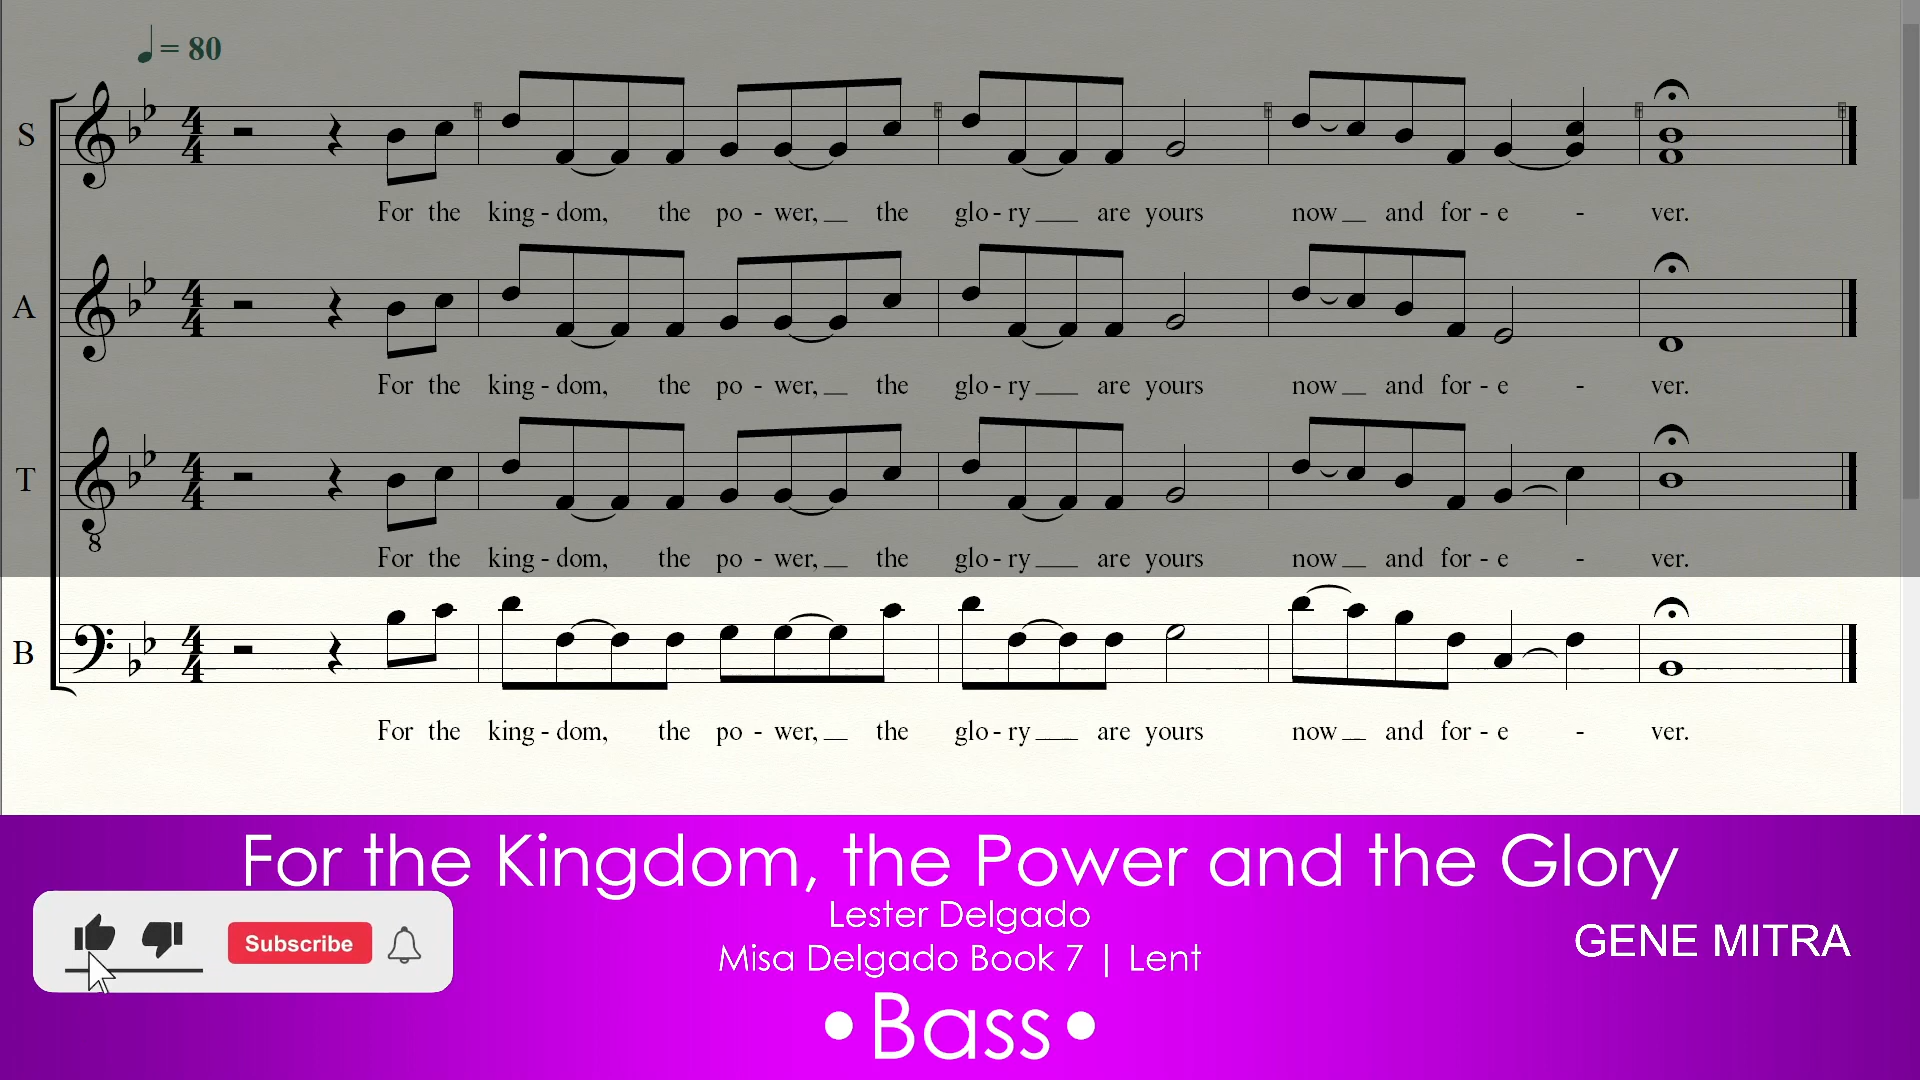 ♩= 80
S
For the king - dom, the po - wer, the glo - ry are yours now and for - e - ver.
A
For the king - dom, the po - wer, the glo - ry are yours now and for - e - ver.
T
8
For the king - dom, the po - wer, the glo - ry are yours now and for - e - ver.
B
For the king - dom, the po - wer, the glo - ry are yours now and for - e - ver.
For the Kingdom, the Power and the Glory
Lester Delgado
Misa Delgado Book 7 | Lent
•Bass•
Subscribe
GENE MITRA